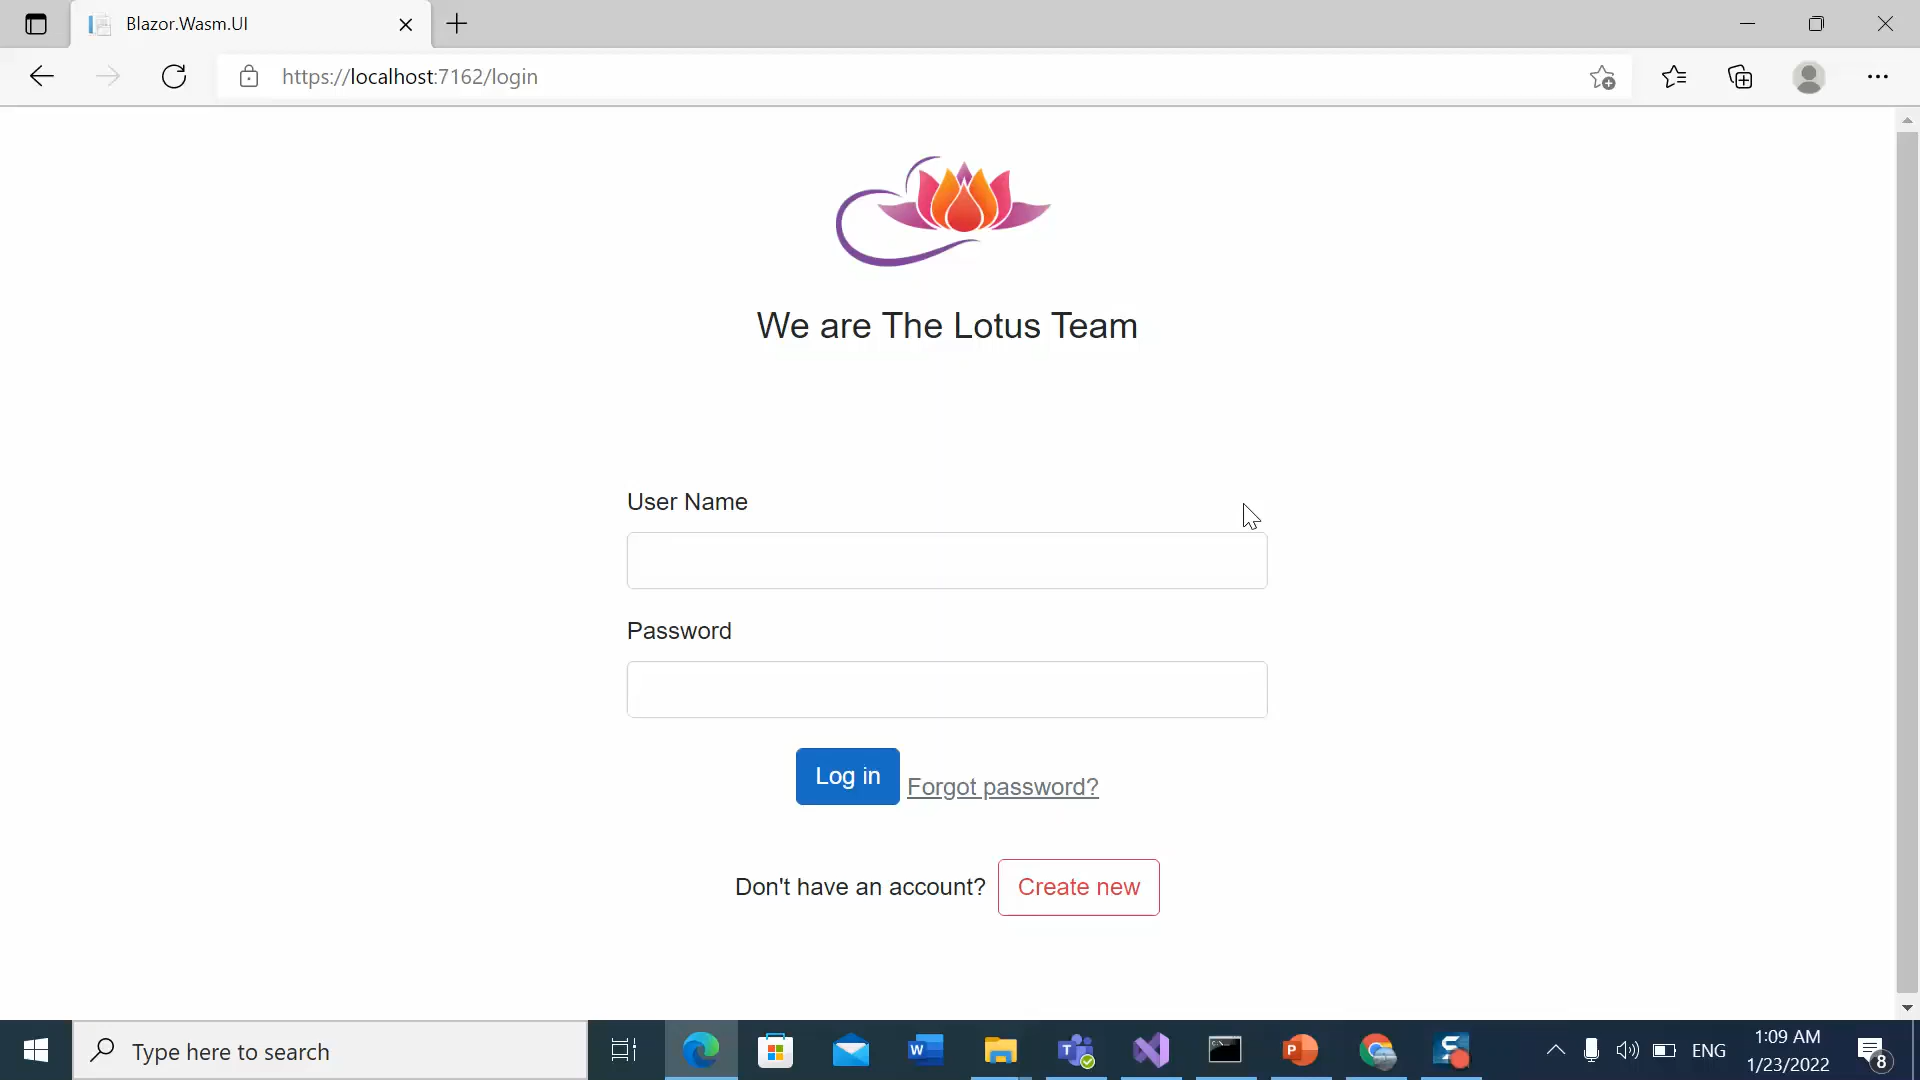 Blazor.Wasm.UI
https://localhost:7162/login
We are The Lotus Team
User Name
Password
Log in
Forgot password?
Don't have an account?
Create new
Type here to search
ENG
1:09 AM
1/23/2022
8